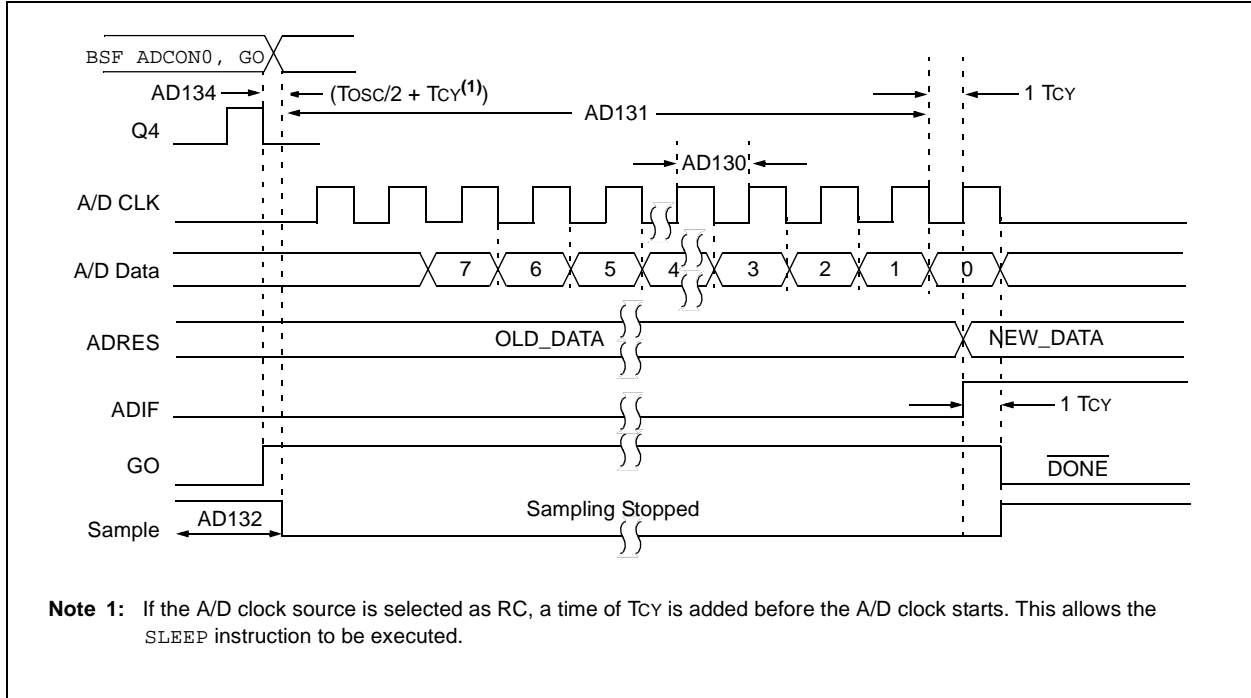 BSF ADCON0, GO
AD134
(TOSC/2 + TCY(1))
1 TCY
AD131
Q4
AD130
A/D CLK
A/D Data
7 6 5 4 3 2 1 0
ADRES
OLD_DATA
NEW_DATA
ADIF
1 TCY
GO
DONE
Sample
AD132
Sampling Stopped
Note 1: If the A/D clock source is selected as RC, a time of TCY is added before the A/D clock starts. This allows the
SLEEP instruction to be executed.